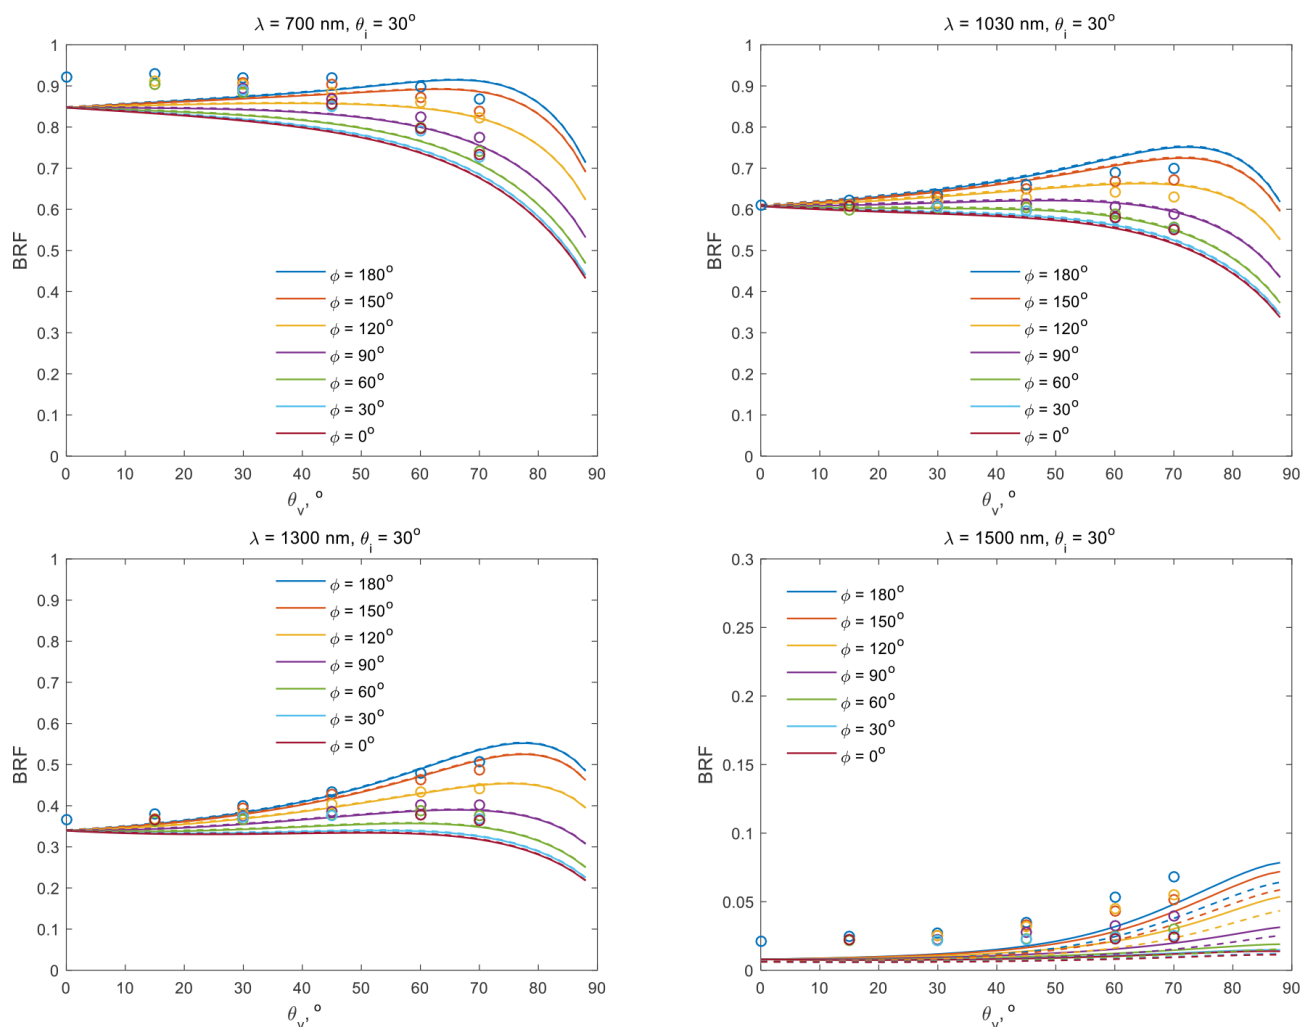 λ = 700 nm, θi = 30°
1
0.9
0.8
0.7
0.6
0.5
0.4
0.3
0.2
0.1
0
BRF
ϕ = 180°
ϕ = 150°
ϕ = 120°
ϕ = 90°
ϕ = 60°
ϕ = 30°
ϕ = 0°
0 10 20 30 40 50 60 70 80 90
θv, °
λ = 1030 nm, θi = 30°
1
0.9
0.8
0.7
0.6
0.5
0.4
0.3
0.2
0.1
0
BRF
ϕ = 180°
ϕ = 150°
ϕ = 120°
ϕ = 90°
ϕ = 60°
ϕ = 30°
ϕ = 0°
0 10 20 30 40 50 60 70 80 90
θv, °
λ = 1300 nm, θi = 30°
1
0.9
0.8
0.7
0.6
0.5
0.4
0.3
0.2
0.1
0
BRF
ϕ = 180°
ϕ = 150°
ϕ = 120°
ϕ = 90°
ϕ = 60°
ϕ = 30°
ϕ = 0°
0 10 20 30 40 50 60 70 80 90
θv, °
λ = 1500 nm, θi = 30°
0.3
0.25
0.2
0.15
0.1
0.05
0
BRF
ϕ = 180°
ϕ = 150°
ϕ = 120°
ϕ = 90°
ϕ = 60°
ϕ = 30°
ϕ = 0°
0 10 20 30 40 50 60 70 80 90
θv, °